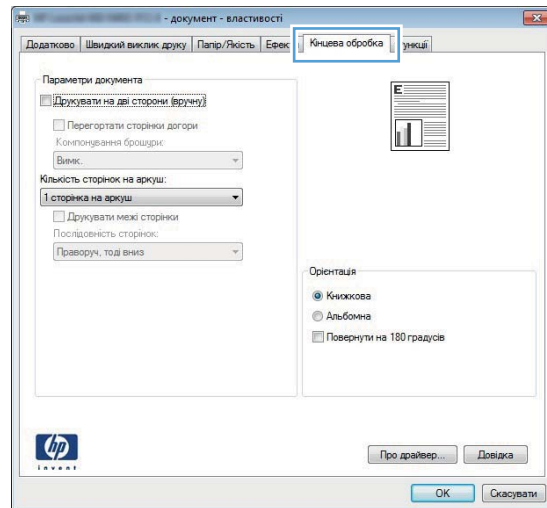 - документ - властивості
Додатково Швидкий виклик друку Папір/Якість Ефек Кінцева обробка ункції
Параметри документа
Друкувати на дві сторони (вручну)
E
Перегортати сторінки догори
Компонування брошури:
Вимк.
Кількість сторінок на аркуш:
1 сторінка на аркуш
Друкувати межі сторінки
Послідовність сторінок:
Праворуч, тоді вниз
Орієнтація
Книжкова
Альбомна
Повернути на 180 градусів
hp
invent
Про драйвер... Довідка
OK Скасувати